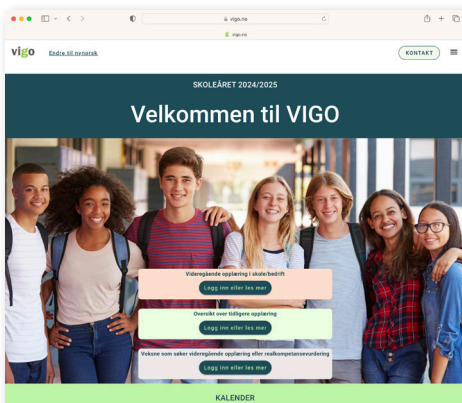 vigo.no
vigo.no
vigo
Endre til nynorsk
KONTAKT
SKOLEÅRET 2024/2025
Velkommen til VIGO
Videregående opplæring i skole/bedrift
Logg inn eller les mer
Oversikt over tidligere opplæring
Logg inn eller les mer
Voksne som søker videregående opplæring eller realkompetansevurdering
Logg inn eller les mer
KALENDER